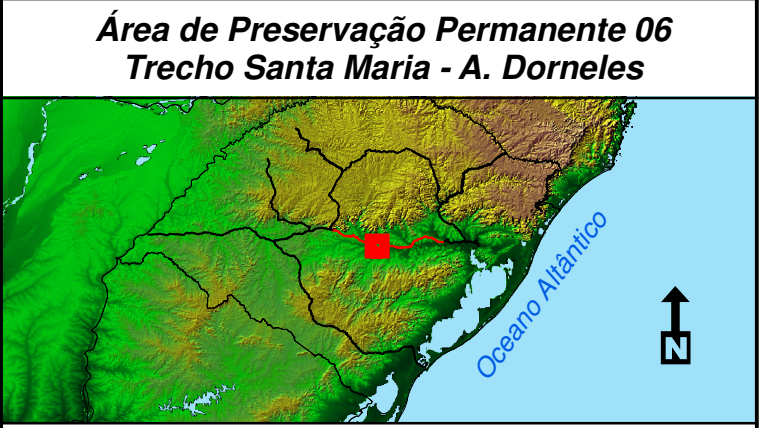 Área de Preservação Permanente 06
Trecho Santa Maria - A. Dorneles
Oceano Altântico
N